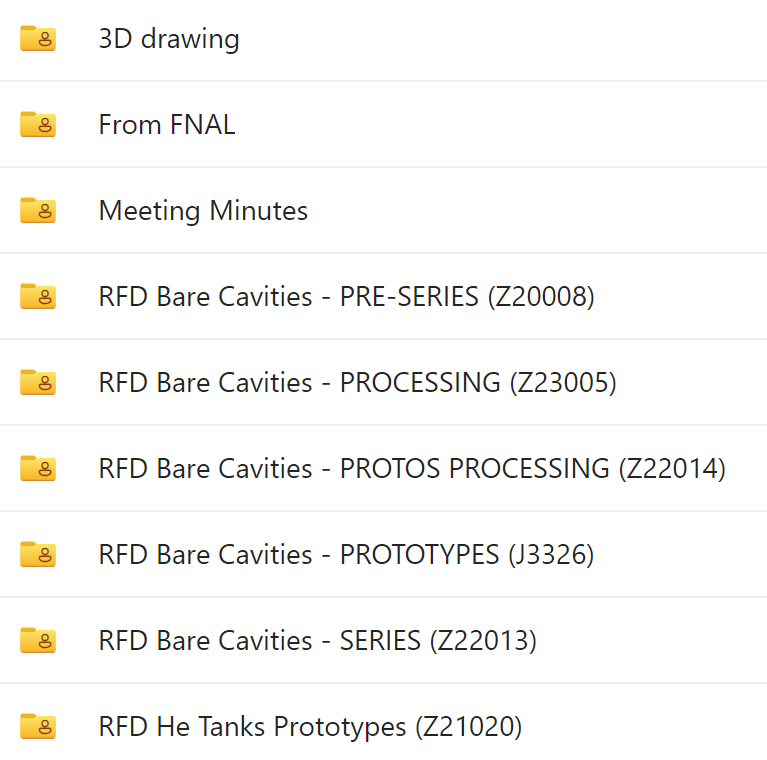 3D drawing
From FNAL
Meeting Minutes
RFD Bare Cavities - PRE-SERIES (Z20008)
RFD Bare Cavities - PROCESSING (Z23005)
RFD Bare Cavities - PROTOS PROCESSING (Z22014)
RFD Bare Cavities - PROTOTYPES (J3326)
RFD Bare Cavities - SERIES (Z22013)
RFD He Tanks Prototypes (Z21020)